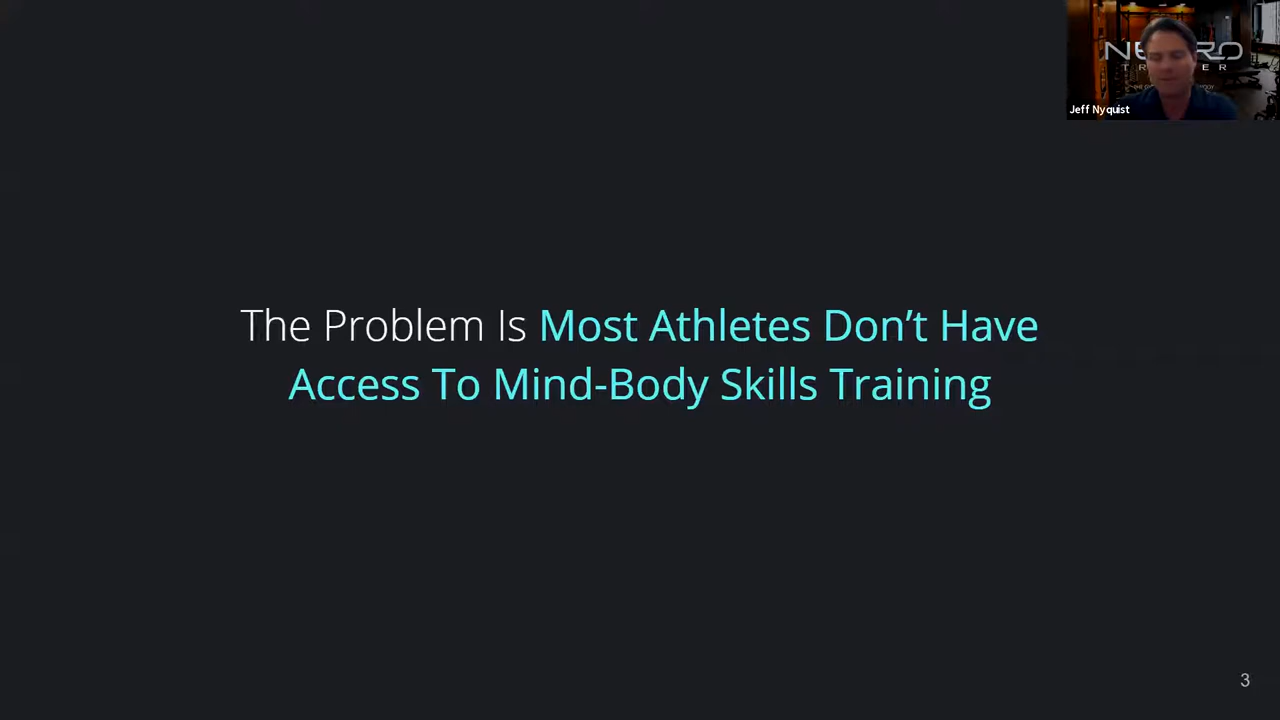 Jeff Nyquist
The Problem Is Most Athletes Don’t Have
Access To Mind-Body Skills Training
3